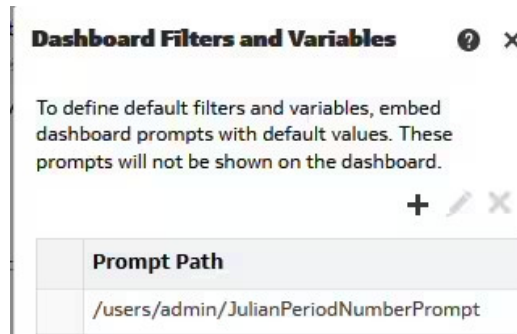 Dashboard Filters and Variables
To define default filters and variables, embed
dashboard prompts with default values. These
prompts will not be shown on the dashboard.
Prompt Path
/users/admin/JulianPeriodNumberPrompt